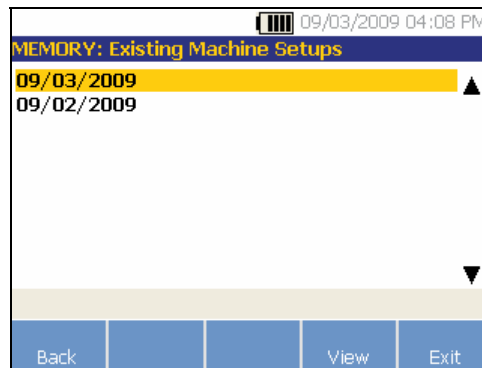 09/03/2009 04:08 PM
MEMORY: Existing Machine Setups
09/03/2009
09/02/2009
Back View Exit